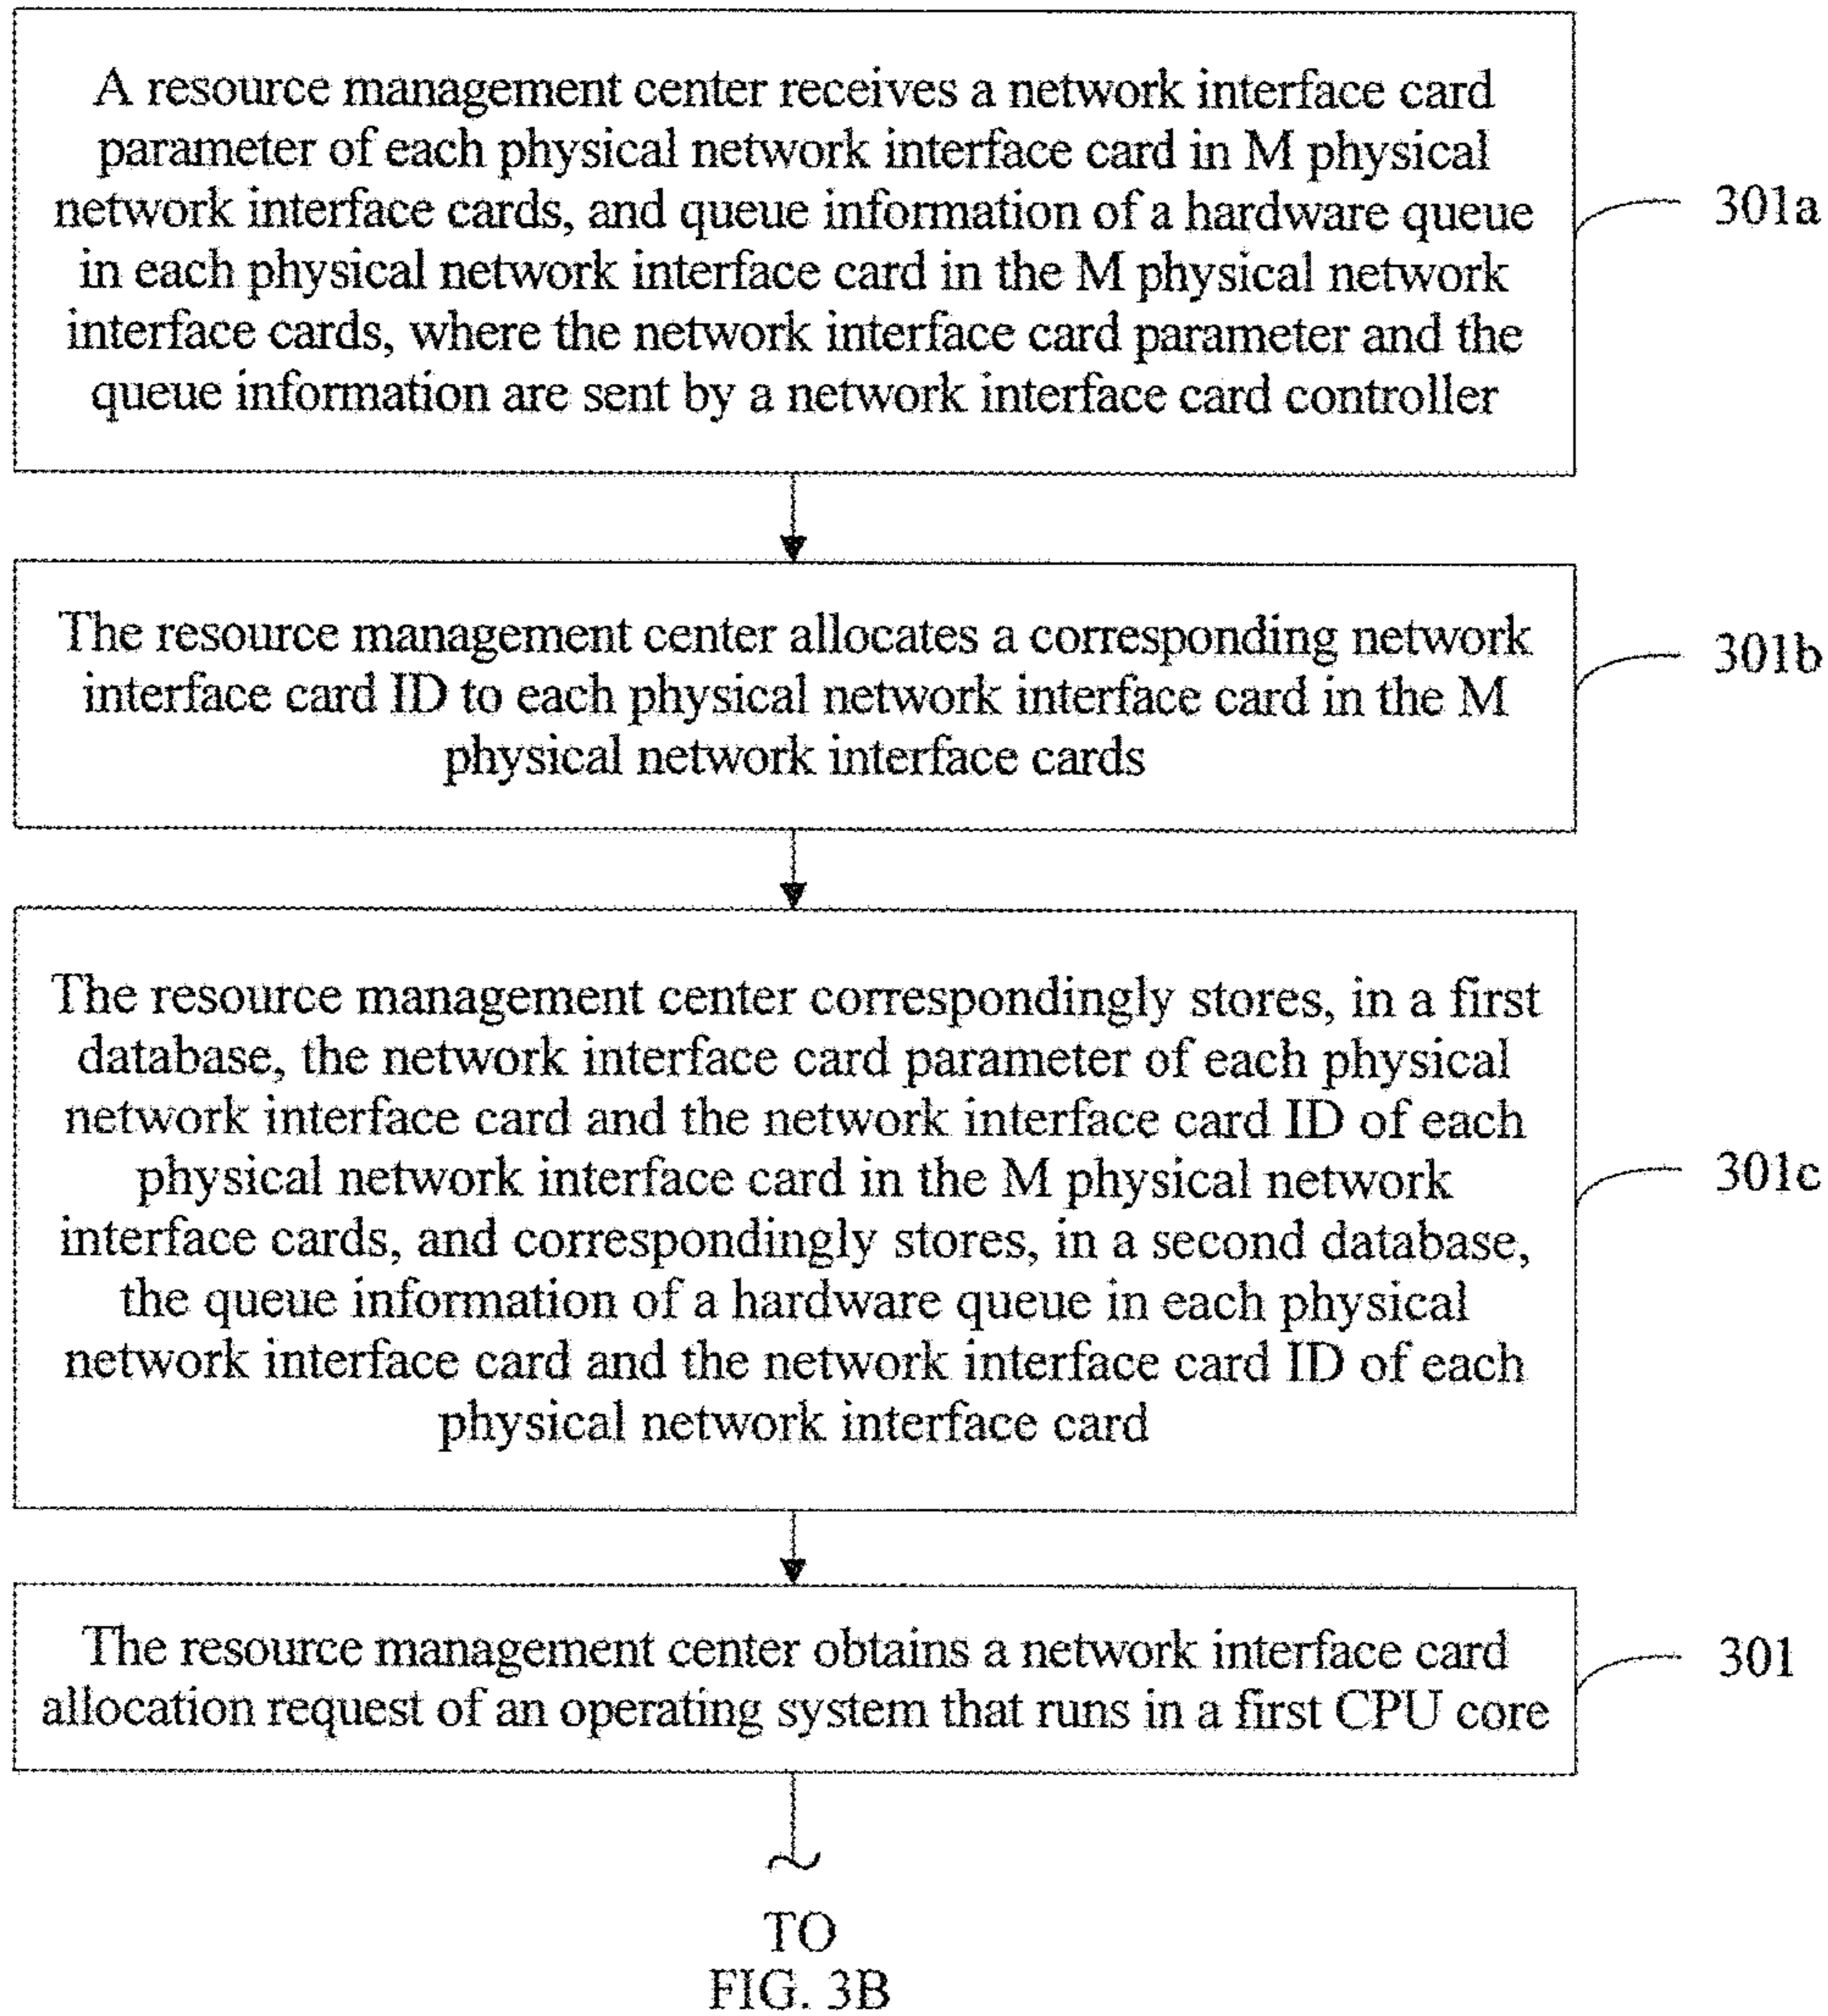 A resource management center receives a network interface card
parameter of each physical network interface card in M physical
network interface cards, and queue information of a hardware queue
in each physical network interface card in the M physical network
interface cards, where the network interface card parameter and the
queue information are sent by a network interface card controller
301a
The resource management center allocates a corresponding network
interface card ID to each physical network interface card in the M
physical network interface cards
301b
The resource management center correspondingly stores, in a first
database, the network interface card parameter of each physical
network interface card and the network interface card ID of each
physical network interface card in the M physical network
interface cards, and correspondingly stores, in a second database,
the queue information of a hardware queue in each physical
network interface card and the network interface card ID of each
physical network interface card
301c
The resource management center obtains a network interface card
allocation request of an operating system that runs in a first CPU core
301
TO
FIG. 3B